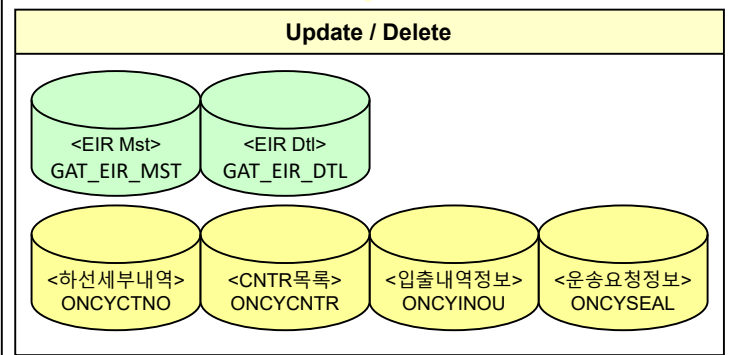 Update / Delete
<EIR Mst>
GAT_EIR_MST
<EIR Dtl>
GAT_EIR_DTL
<하선세부내역>
ONCYCTNO
<CNTR목록>
ONCYCNTR
<입출내역정보>
ONCYINOU
<운송요청정보>
ONCYSEAL